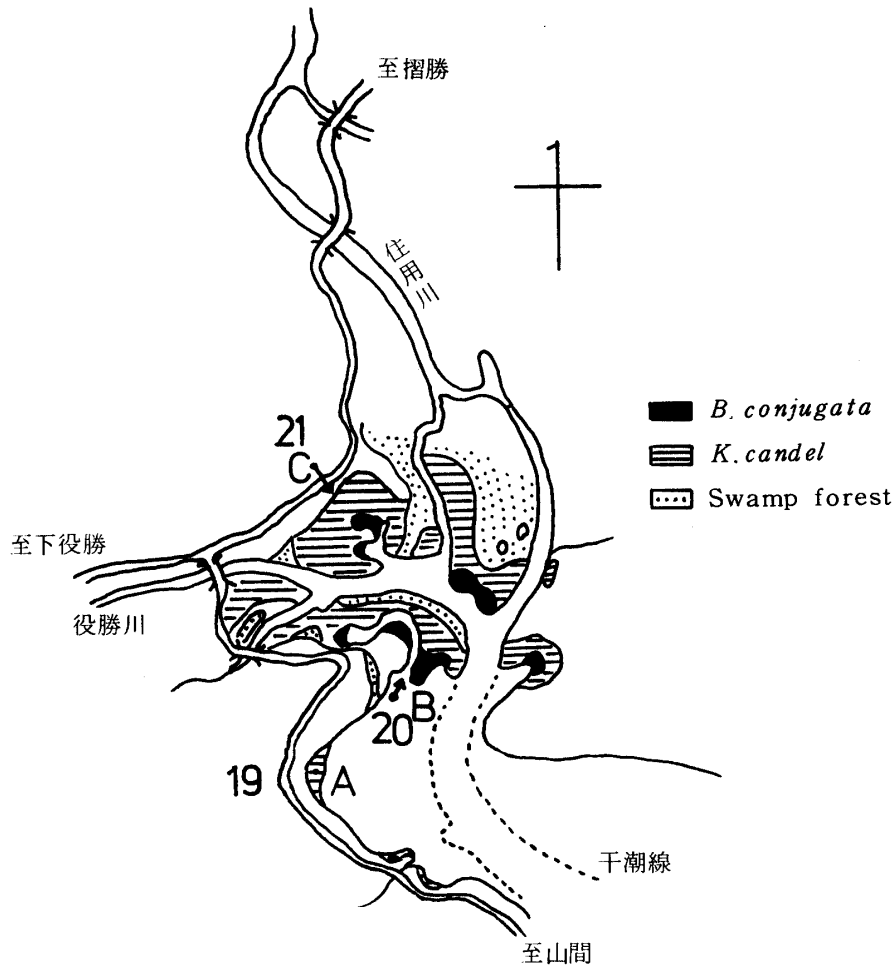 至摺勝
住用川
B. conjugata
K. candel
Swamp forest
21
C
至下役勝
役勝川
20
B
19
A
干潮線
至山間